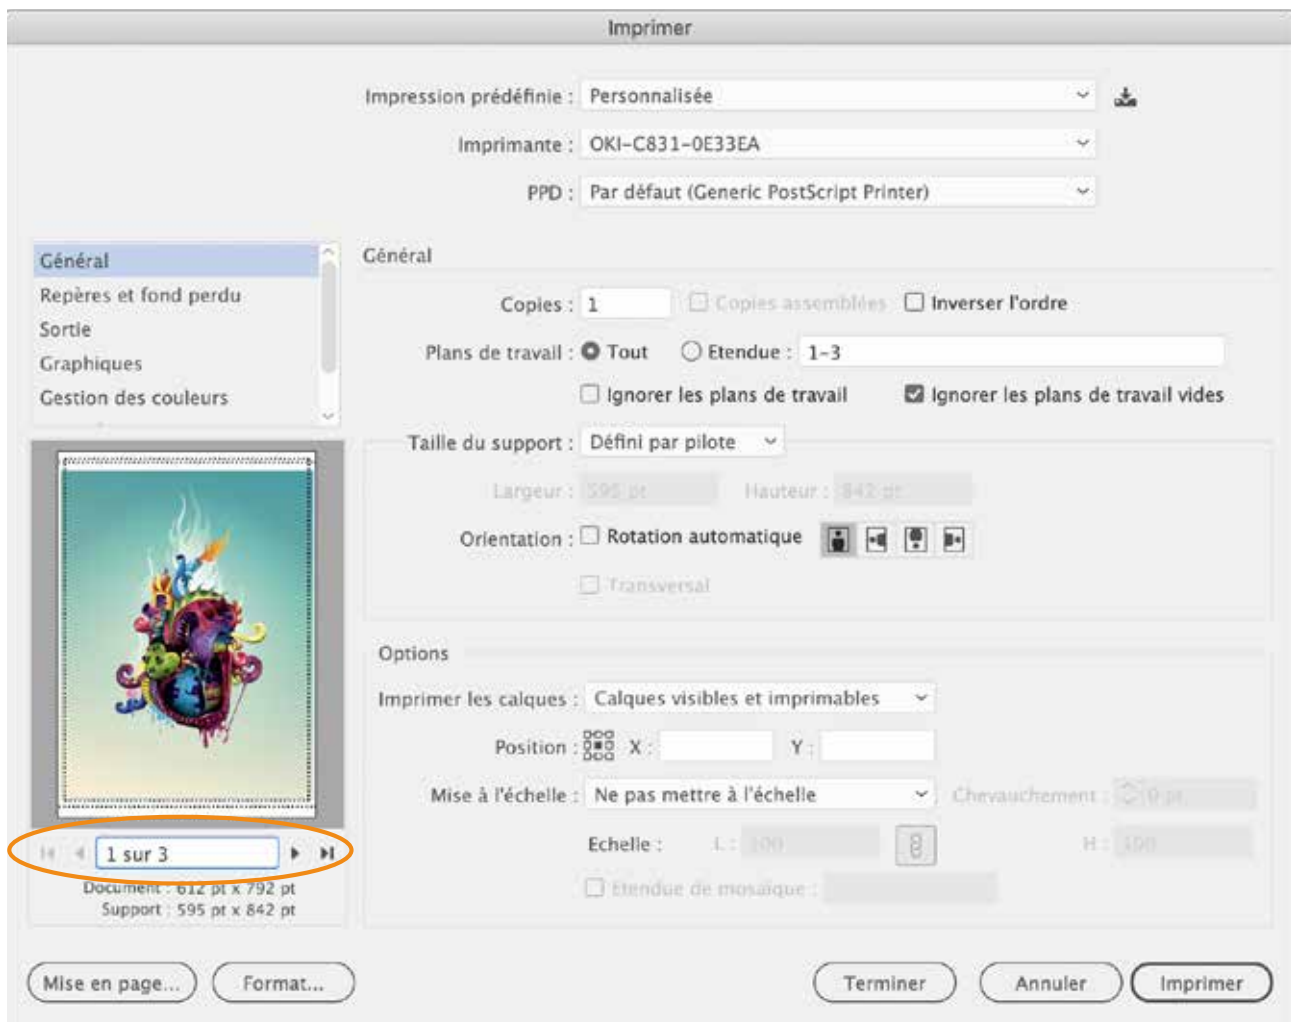 Imprimer
Impression prédéfinie : Personnalisée
Imprimante : OKI-C831-0E33EA
PPD : Par défaut (Generic PostScript Printer)
Général
Repères et fond perdu
Sortie
Graphiques
Gestion des couleurs
Général
Copies : 1 Copies assemblées Inverser l'ordre
Plans de travail : Tout Etendue : 1-3
Ignorer les plans de travail Ignorer les plans de travail vides
Taille du support : Défini par pilote
Largeur : 595 pt Hauteur : 842 pt
Orientation : Rotation automatique
Transversal
Options
Imprimer les calques : Calques visibles et imprimables
Position : X : Y :
Mise à l'échelle : Ne pas mettre à l'échelle Chevauchement : 0 pt
Echelle : L : 100 H : 100
Etendue de mosaïque :
1 sur 3
Document : 612 pt x 792 pt
Support : 595 pt x 842 pt
Mise en page... Format... Terminer Annuler Imprimer